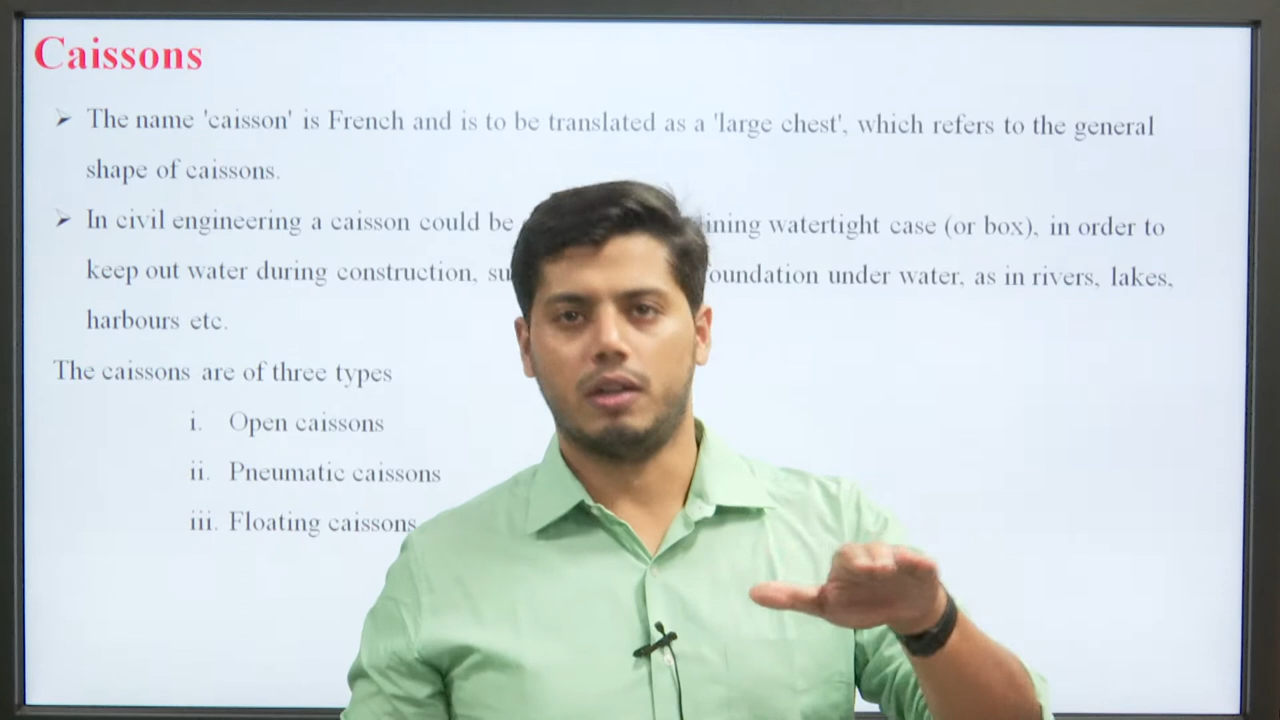 Caissons
➢ The name 'caisson' is French and is to be translated as a 'large chest', which refers to the general
shape of caissons.
➢ In civil engineering a caisson could be ining watertight case (or box), in order to
keep out water during construction, su oundation under water, as in rivers, lakes,
harbours etc.
The caissons are of three types
i. Open caissons
ii. Pneumatic caissons
iii. Floating caissons